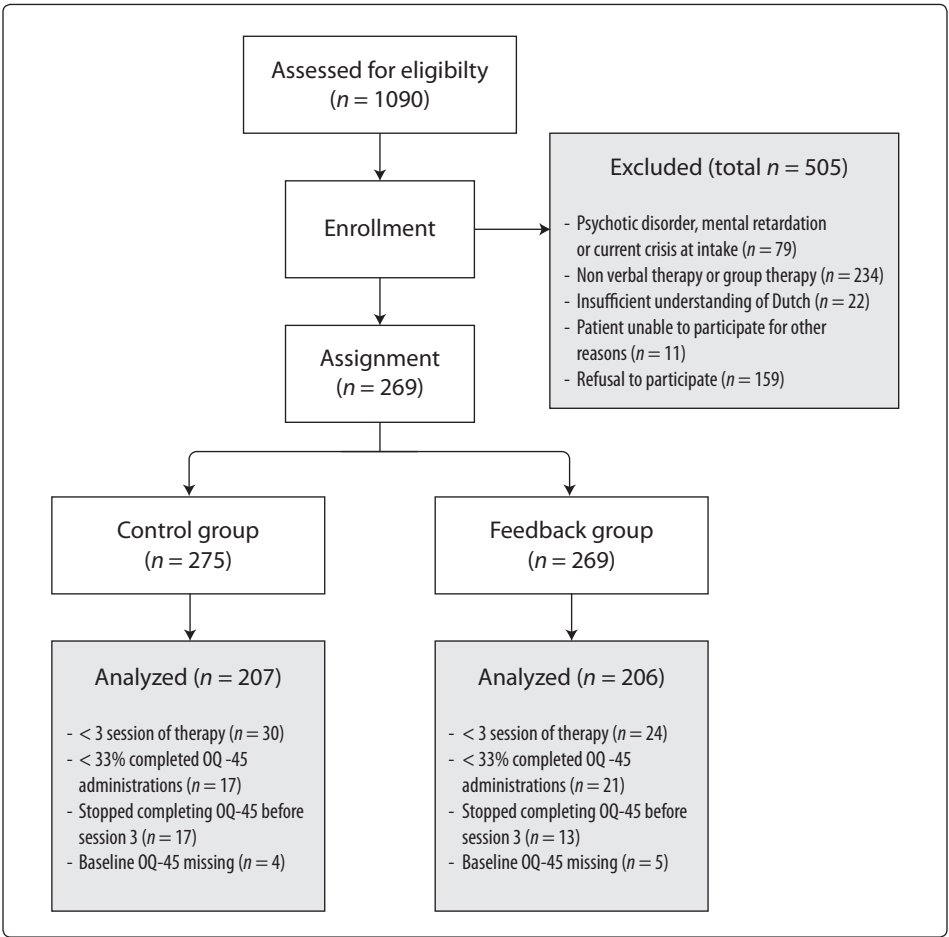 Assessed for eligibilty
(n = 1090)
Enrollment
Excluded (total n = 505)
- Psychotic disorder, mental retardation
or current crisis at intake (n = 79)
- Non verbal therapy or group therapy (n = 234)
- Insufficient understanding of Dutch (n = 22)
- Patient unable to participate for other
reasons (n = 11)
- Refusal to participate (n = 159)
Assignment
(n = 269)
Control group
(n = 275)
Feedback group
(n = 269)
Analyzed (n = 207)
- < 3 session of therapy (n = 30)
- < 33% completed OQ -45
administrations (n = 17)
- Stopped completing OQ-45 before
session 3 (n = 17)
- Baseline OQ-45 missing (n = 4)
Analyzed (n = 206)
- < 3 session of therapy (n = 24)
- < 33% completed OQ -45
administrations (n = 21)
- Stopped completing OQ-45 before
session 3 (n = 13)
- Baseline OQ-45 missing (n = 5)